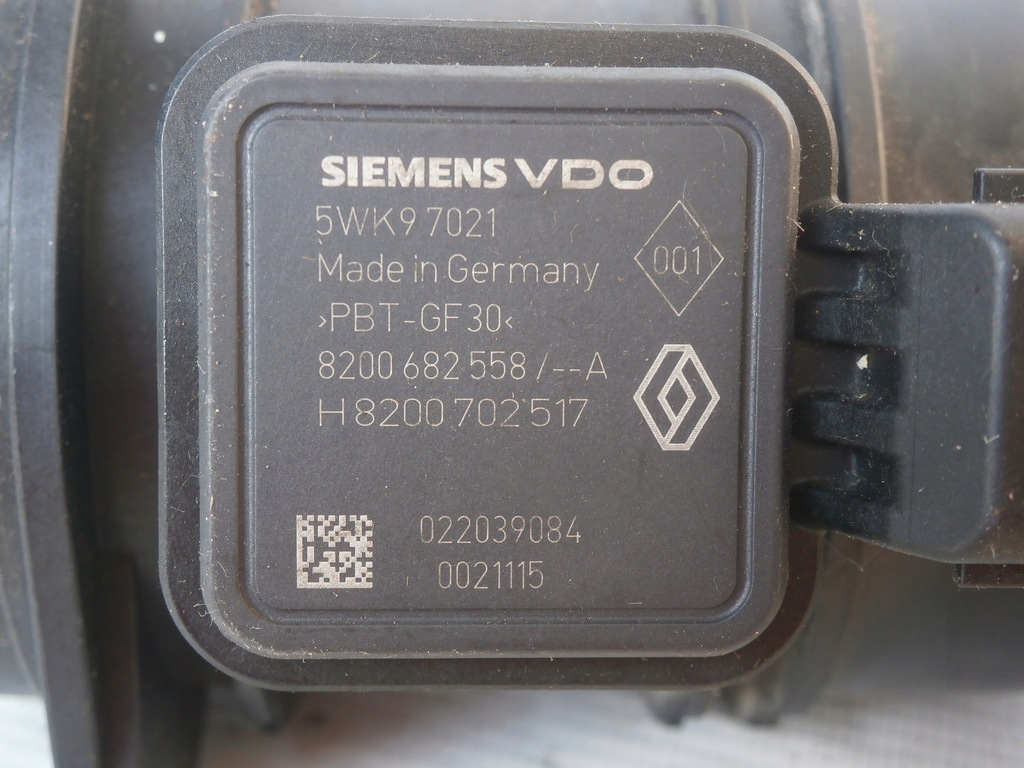 SIEMENS VDO
5WK9 7021
Made in Germany
001
>PBT-GF30<
8200 682 558 /--A
H 8200 702 517
022039084
0021115